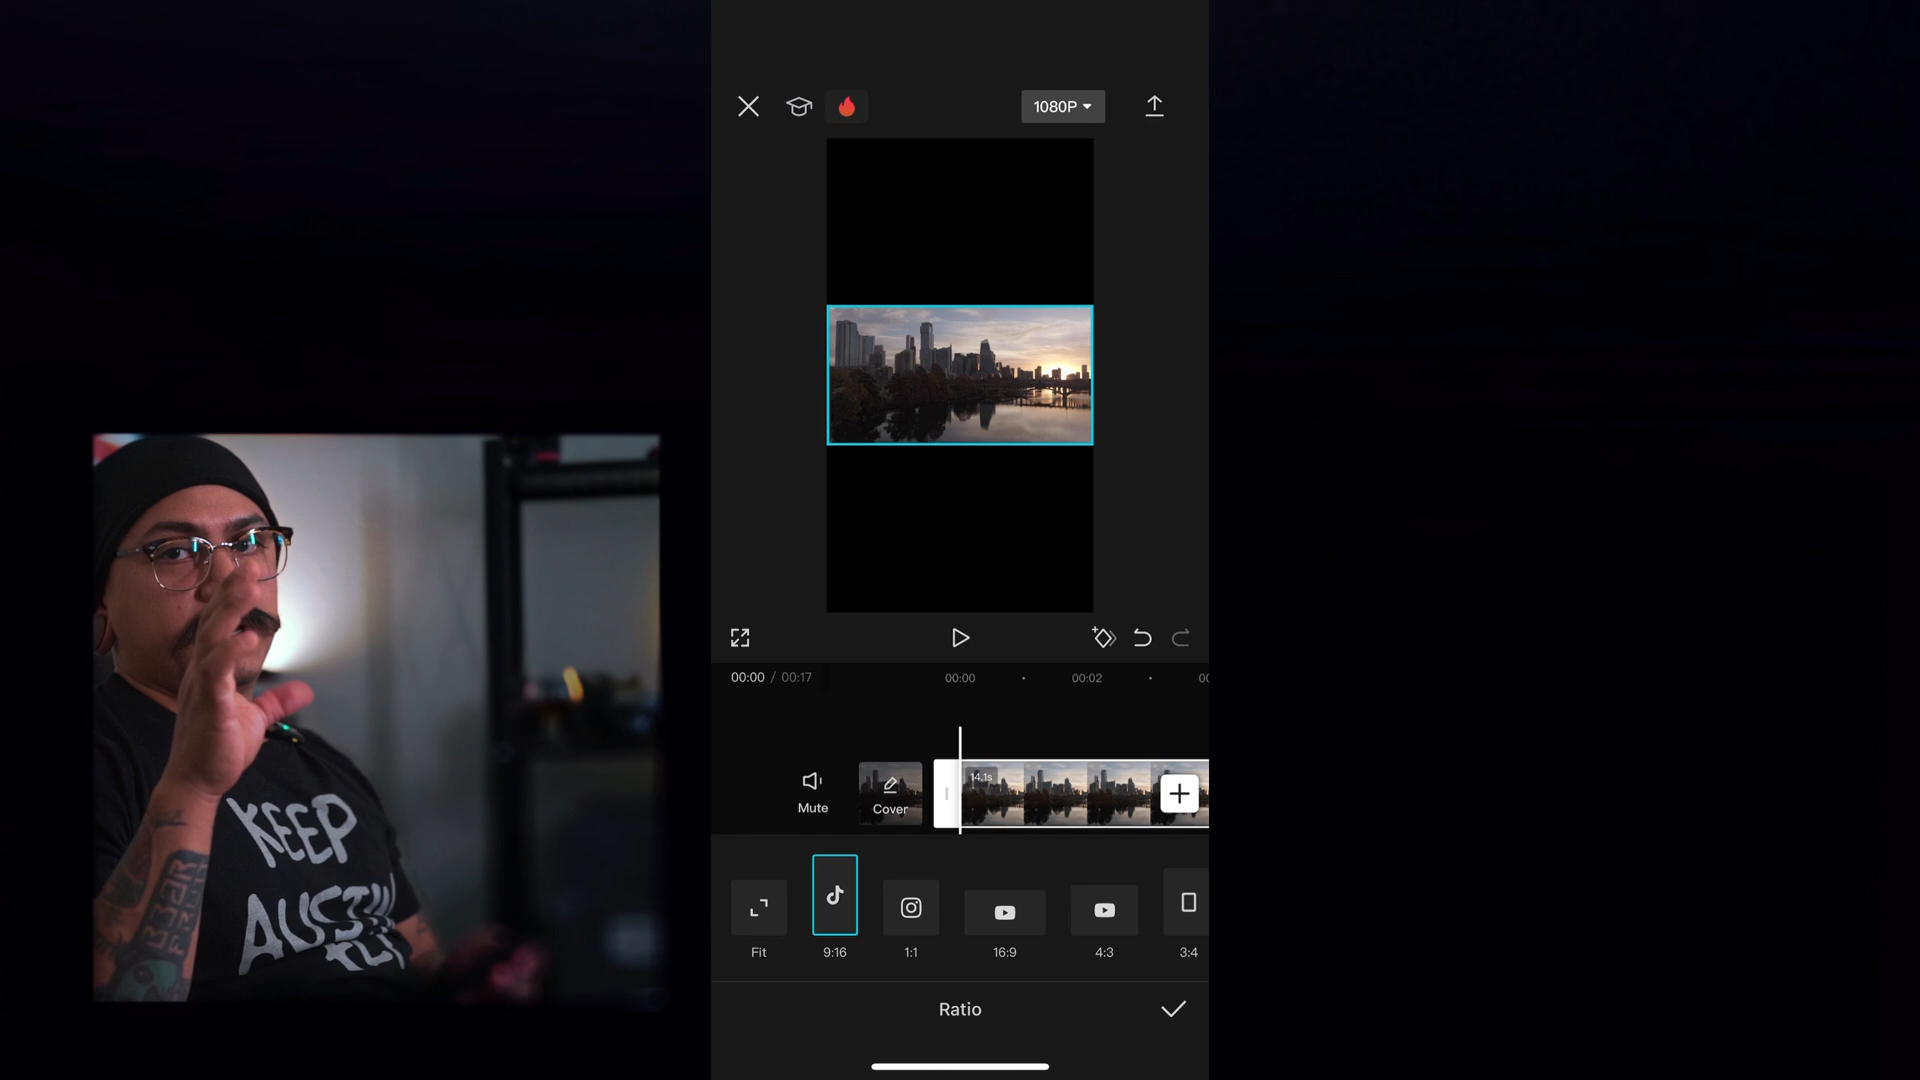 1080P
00:00 / 00:17
00:00
00:02
14.1s
Mute
Cover
Fit
9:16
1:1
16:9
4:3
3:4
Ratio
KEEP
AUSTIN